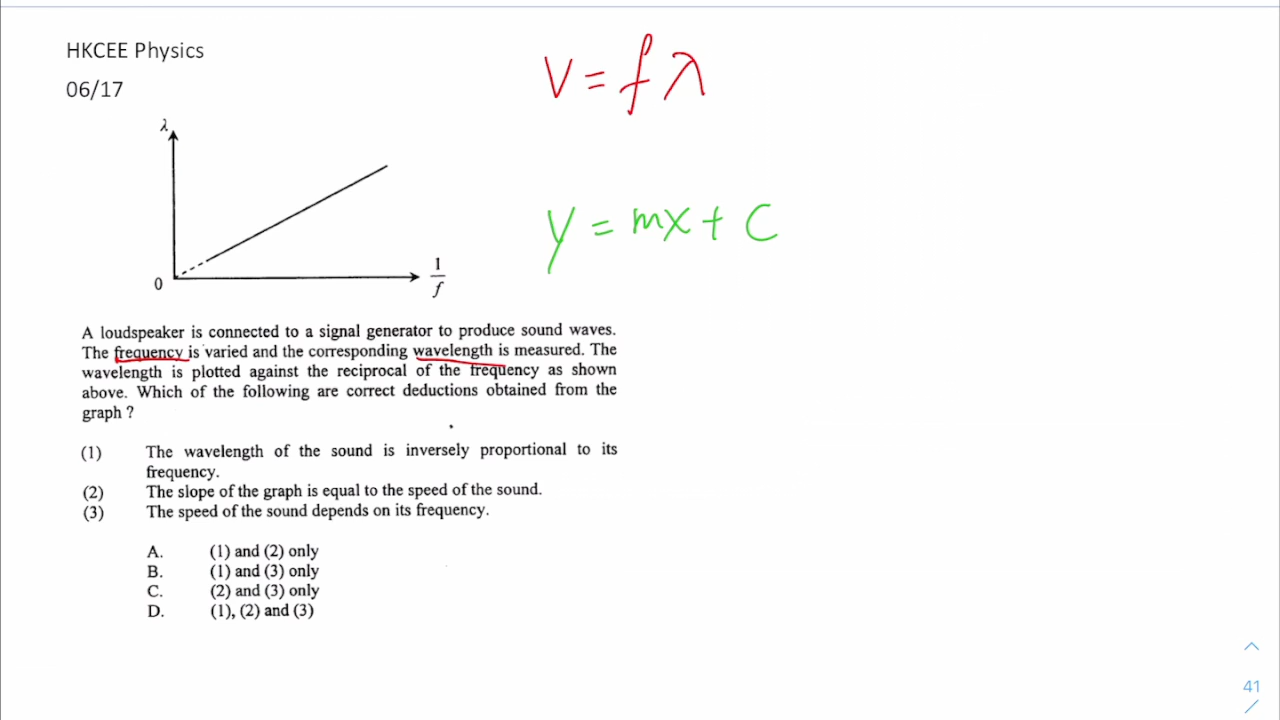 HKCEE Physics
06/17
V = fλ
y = mx + C
λ
0
1
f
A loudspeaker is connected to a signal generator to produce sound waves.
The frequency is varied and the corresponding wavelength is measured. The
wavelength is plotted against the reciprocal of the frequency as shown
above. Which of the following are correct deductions obtained from the
graph ?
(1) The wavelength of the sound is inversely proportional to its
frequency.
(2) The slope of the graph is equal to the speed of the sound.
(3) The speed of the sound depends on its frequency.
A. (1) and (2) only
B. (1) and (3) only
C. (2) and (3) only
D. (1), (2) and (3)
41